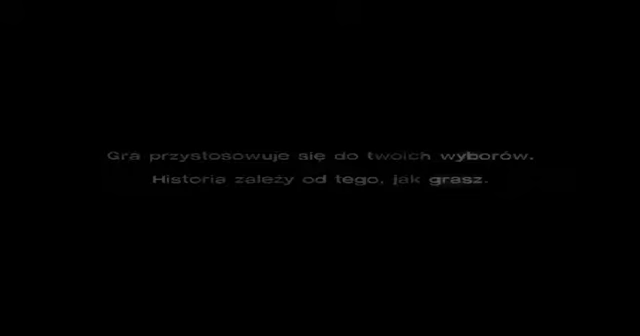 Gra przystosowuje się do twoich wyborów.
Historia zależy od tego, jak grasz.